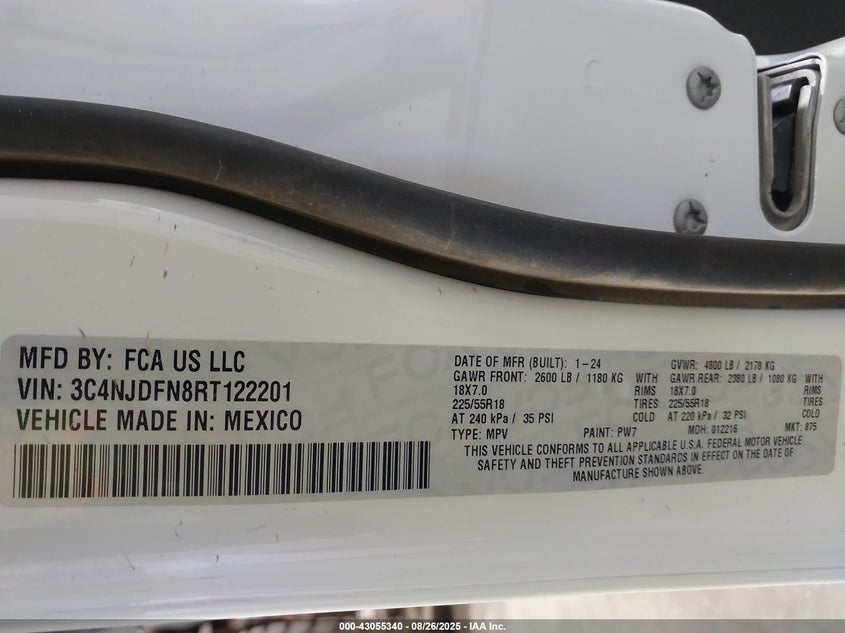 MFD BY: FCA US LLC
VIN: 3C4NJDFN8RT122201
VEHICLE MADE IN: MEXICO
DATE OF MFR (BUILT): 1-24 GVWR: 4800 LB / 2178 KG
GAWR FRONT: 2600 LB / 1180 KG WITH GAWR REAR: 2380 LB / 1080 KG WITH
18X7.0 RIMS 18X7.0 RIMS
225/55R18 TIRES 225/55R18 TIRES
AT 240 kPa / 35 PSI COLD AT 220 kPa / 32 PSI COLD
TYPE: MPV PAINT: PW7 MDH: 012216 MKT: 875
THIS VEHICLE CONFORMS TO ALL APPLICABLE U.S.A. FEDERAL MOTOR VEHICLE
SAFETY AND THEFT PREVENTION STANDARDS IN EFFECT ON THE DATE OF
MANUFACTURE SHOWN ABOVE.
000-43055340 - 08/26/2025 - IAA Inc.